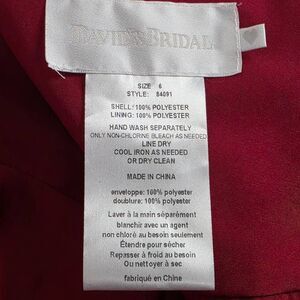 DAVID'S BRIDAL
SIZE 6
STYLE: 84091
SHELL: 100% POLYESTER
LINING: 100% POLYESTER
HAND WASH SEPARATELY
ONLY NON-CHLORINE BLEACH AS NEEDED
LINE DRY
COOL IRON AS NEEDED
OR DRY CLEAN
MADE IN CHINA
enveloppe: 100% polyester
doublure: 100% polyester
Laver à la main séparément
blanchir avec un agent
non chloré au besoin seulement
Étendre pour sécher
Repasser à froid au besoin
Ou nettoyer à sec
fabriqué en Chine